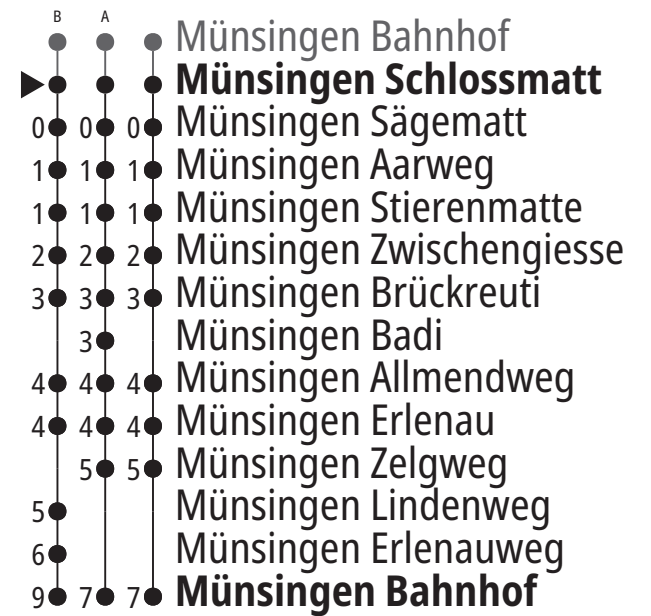 B A
Münsingen Bahnhof
Münsingen Schlossmatt
0 0 0 Münsingen Sägematt
1 1 1 Münsingen Aarweg
1 1 1 Münsingen Stierenmatte
2 2 2 Münsingen Zwischengiesse
3 3 3 Münsingen Brückreuti
3 Münsingen Badi
4 4 4 Münsingen Allmendweg
4 4 4 Münsingen Erlenau
5 5 Münsingen Zelgweg
5 Münsingen Lindenweg
6 Münsingen Erlenauweg
9 7 7 Münsingen Bahnhof